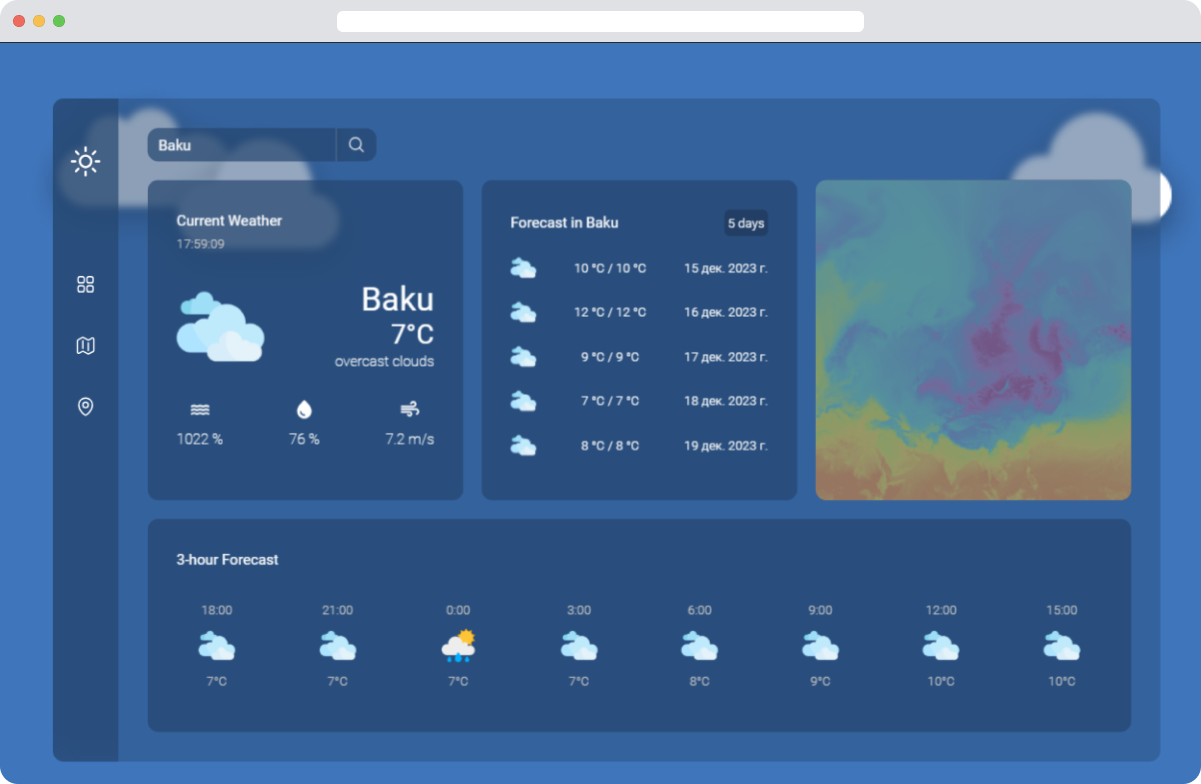 Baku
Current Weather
17:59:09
Baku
7°C
overcast clouds
1022 %
76 %
7.2 m/s
Forecast in Baku
5 days
10 °C / 10 °C
15 дек. 2023 г.
12 °C / 12 °C
16 дек. 2023 г.
9 °C / 9 °C
17 дек. 2023 г.
7 °C / 7 °C
18 дек. 2023 г.
8 °C / 8 °C
19 дек. 2023 г.
3-hour Forecast
18:00
21:00
0:00
3:00
6:00
9:00
12:00
15:00
7°C
7°C
7°C
7°C
8°C
9°C
10°C
10°C